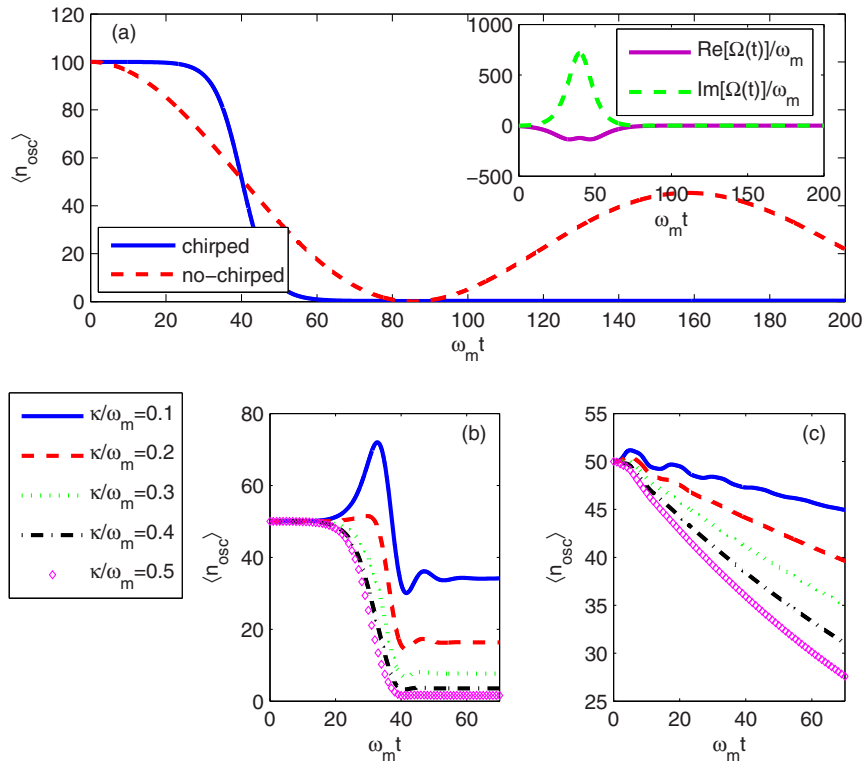 120
100
80
60
40
20
0
⟨n_osc⟩
(a)
chirped
no−chirped
0 20 40 60 80 100 120 140 160 180 200
ω_m t
1000
500
0
−500
Re[Ω(t)]/ω_m
Im[Ω(t)]/ω_m
0 50 100 150 200
ω_m t
κ/ω_m=0.1
κ/ω_m=0.2
κ/ω_m=0.3
κ/ω_m=0.4
κ/ω_m=0.5
80
60
40
20
0
⟨n_osc⟩
(b)
0 20 40 60
ω_m t
55
50
45
40
35
30
25
⟨n_osc⟩
(c)
0 20 40 60
ω_m t